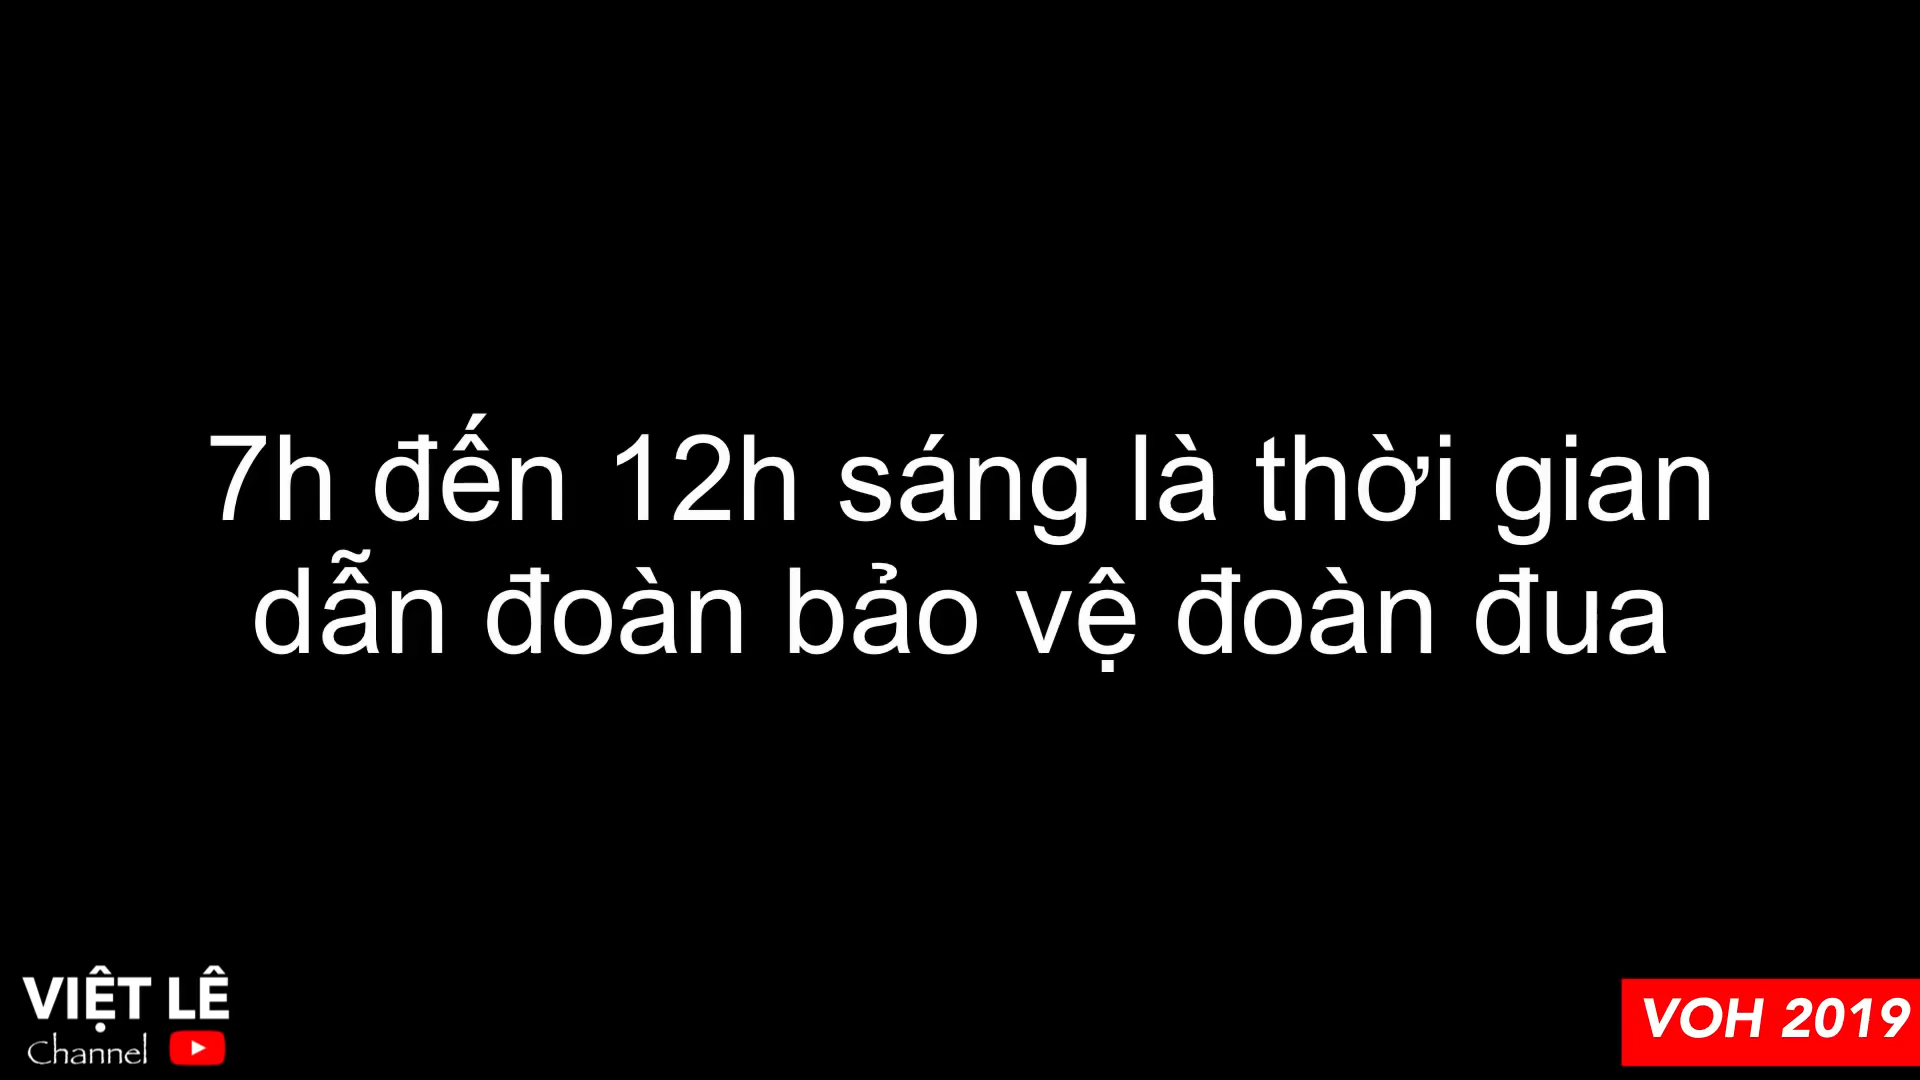 7h đến 12h sáng là thời gian
dẫn đoàn bảo vệ đoàn đua
VIỆT LÊ
Channel
VOH 2019